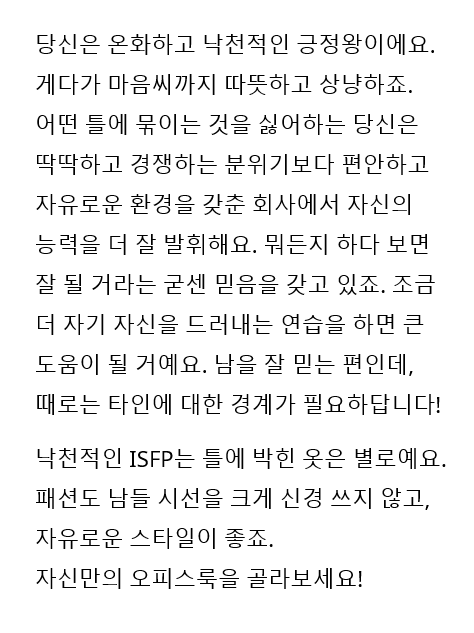 당신은 온화하고 낙천적인 긍정왕이에요.
게다가 마음씨까지 따뜻하고 상냥하죠.
어떤 틀에 묶이는 것을 싫어하는 당신은
딱딱하고 경쟁하는 분위기보다 편안하고
자유로운 환경을 갖춘 회사에서 자신의
능력을 더 잘 발휘해요. 뭐든지 하다 보면
잘 될 거라는 굳센 믿음을 갖고 있죠. 조금
더 자기 자신을 드러내는 연습을 하면 큰
도움이 될 거예요. 남을 잘 믿는 편인데,
때로는 타인에 대한 경계가 필요하답니다!
낙천적인 ISFP는 틀에 박힌 옷은 별로예요.
패션도 남들 시선을 크게 신경 쓰지 않고,
자유로운 스타일이 좋죠.
자신만의 오피스룩을 골라보세요!